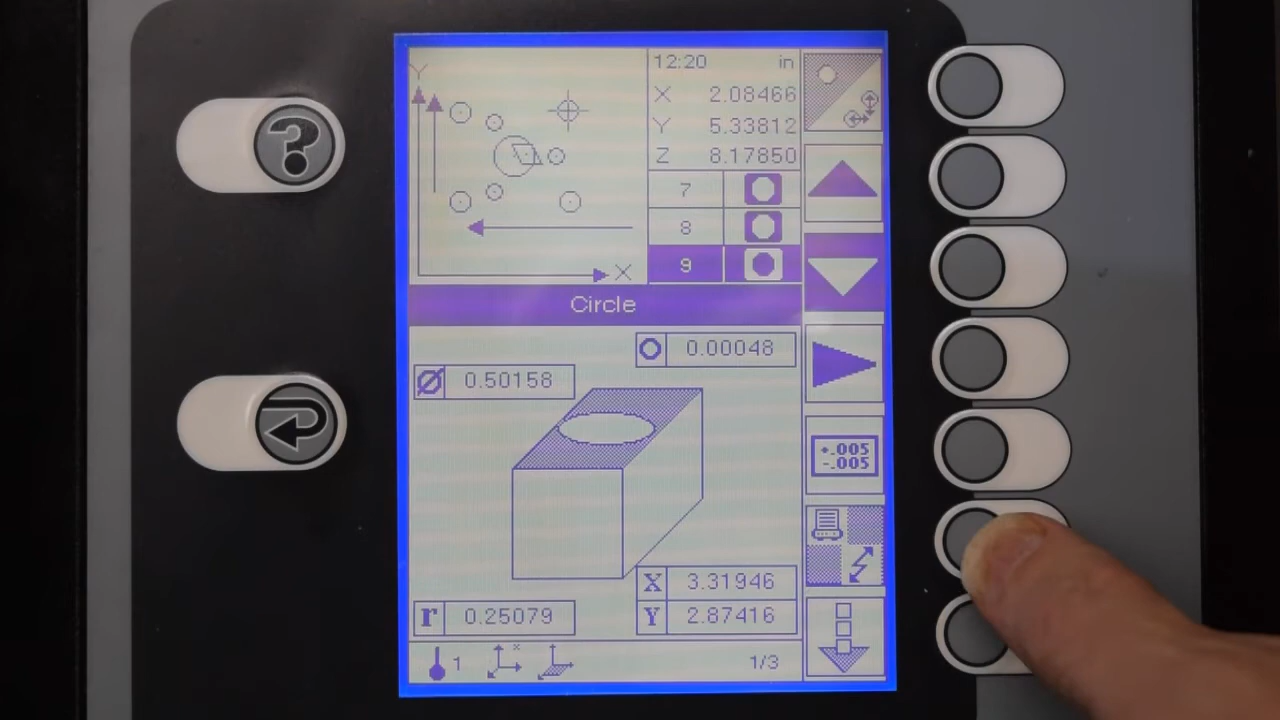 ?
Y
X
12:20 in
X 2.08466
Y 5.33812
Z 8.17850
7
8
9
Circle
0.00048
Ø 0.50158
+.005
-.005
X 3.31946
r 0.25079
Y 2.87416
1
x
1/3